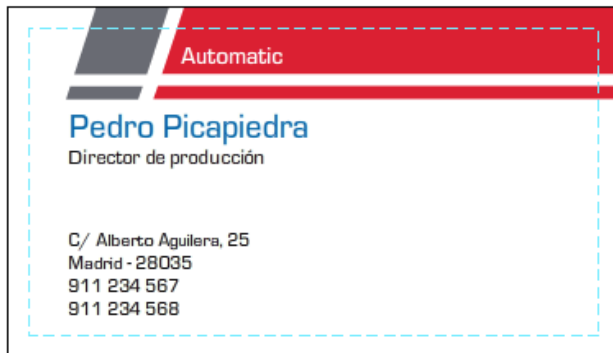 Automatic
Pedro Picapiedra
Director de producción
C/ Alberto Aguilera, 25
Madrid - 28035
911 234 567
911 234 568